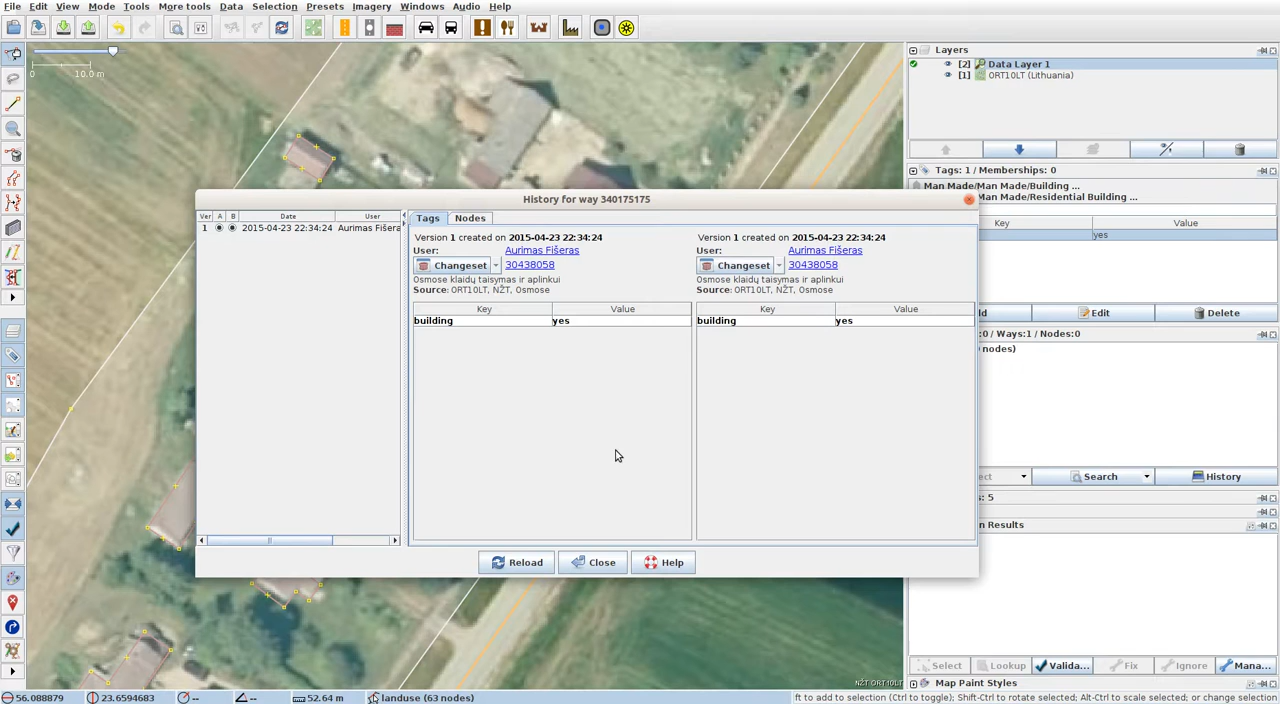 File Edit View Mode Tools More tools Data Selection Presets Imagery Windows Audio Help
0 10.0 m
Layers
[2] Data Layer 1
[1] ORT10LT (Lithuania)
Tags: 1 / Memberships: 0
Man Made/Man Made/Building ...
Man Made/Residential Building ...
Key Value
yes
Edit Delete
:0 / Ways:1 / Nodes:0
nodes)
Search History
s: 5
n Results
Select Lookup Valida... Fix Ignore Mana...
Map Paint Styles
History for way 340175175
Ver A B Date User
1 2015-04-23 22:34:24 Aurimas Fišera
Tags Nodes
Version 1 created on 2015-04-23 22:34:24
User: Aurimas Fišeras
Changeset 30438058
Osmose klaidų taisymas ir aplinkui
Source: ORT10LT, NŽT, Osmose
Key Value
building yes
Version 1 created on 2015-04-23 22:34:24
User: Aurimas Fišeras
Changeset 30438058
Osmose klaidų taisymas ir aplinkui
Source: ORT10LT, NŽT, Osmose
Key Value
building yes
Reload Close Help
NŽT ORT10LT
56.088879 23.6594683 -- -- 52.64 m landuse (63 nodes) ft to add to selection (Ctrl to toggle); Shift-Ctrl to rotate selected; Alt-Ctrl to scale selected; or change selection